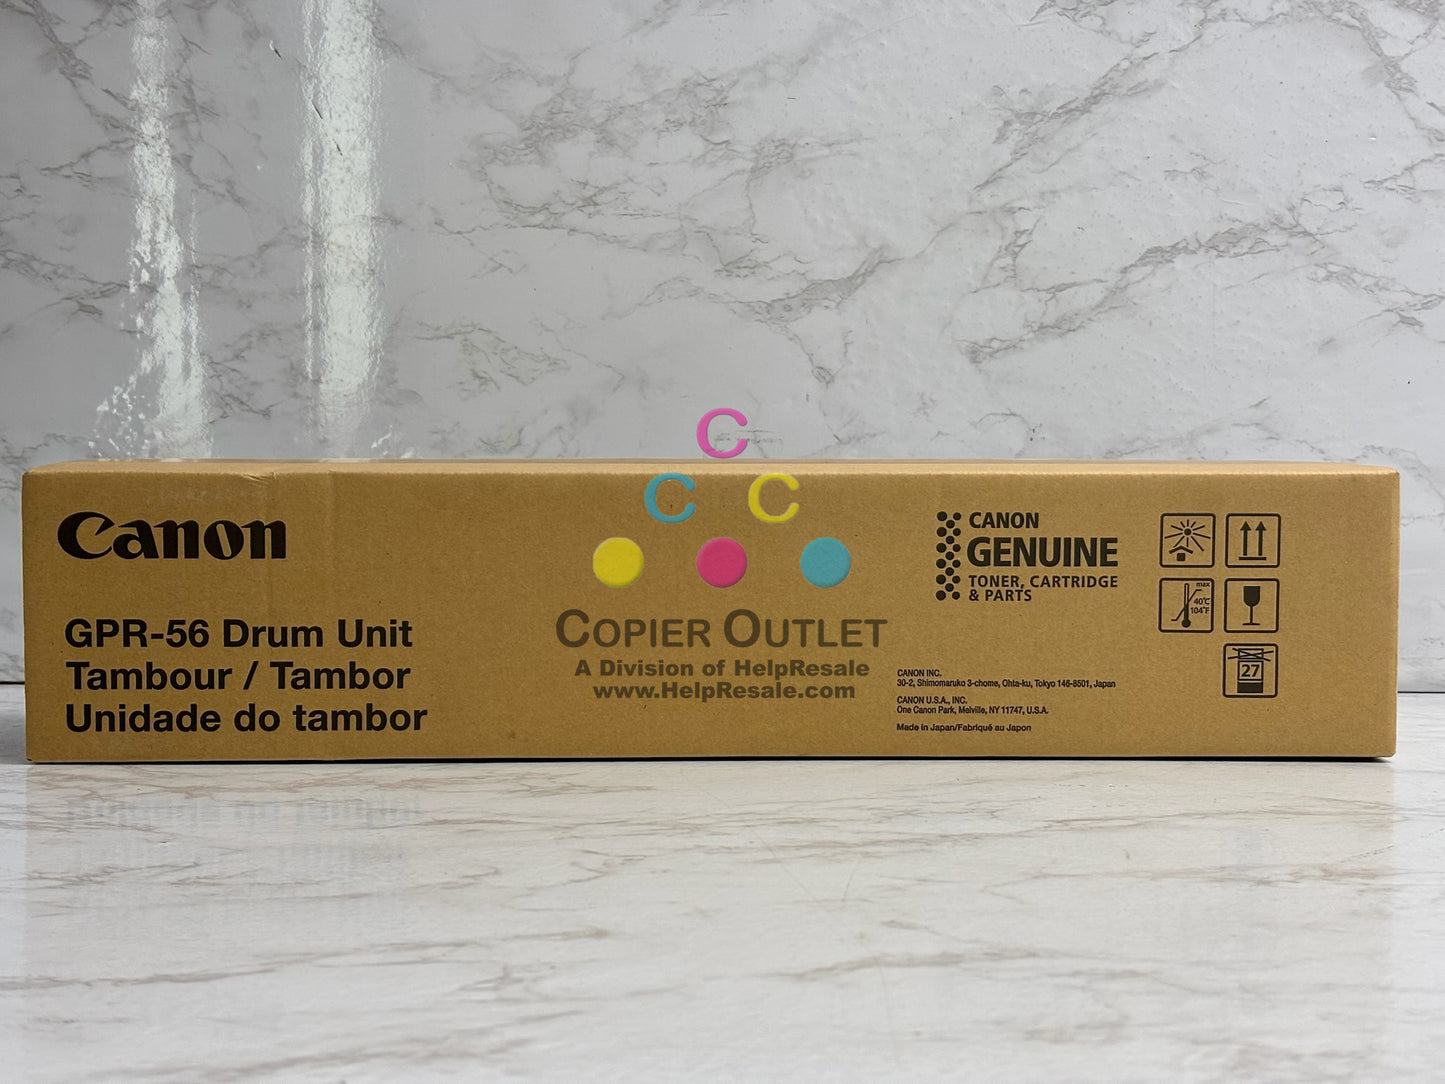 Canon
GPR-56 Drum Unit
Tambour / Tambor
Unidade do tambor
C
C C
COPIER OUTLET
A Division of HelpResale
www.HelpResale.com
CANON
GENUINE
TONER, CARTRIDGE
& PARTS
CANON INC.
30-2, Shimomaruko 3-chome, Ohta-ku, Tokyo 146-8501, Japan
CANON U.S.A., INC.
One Canon Park, Melville, NY 11747, U.S.A.
Made in Japan/Fabriqué au Japon
max
40°C
104°F
27